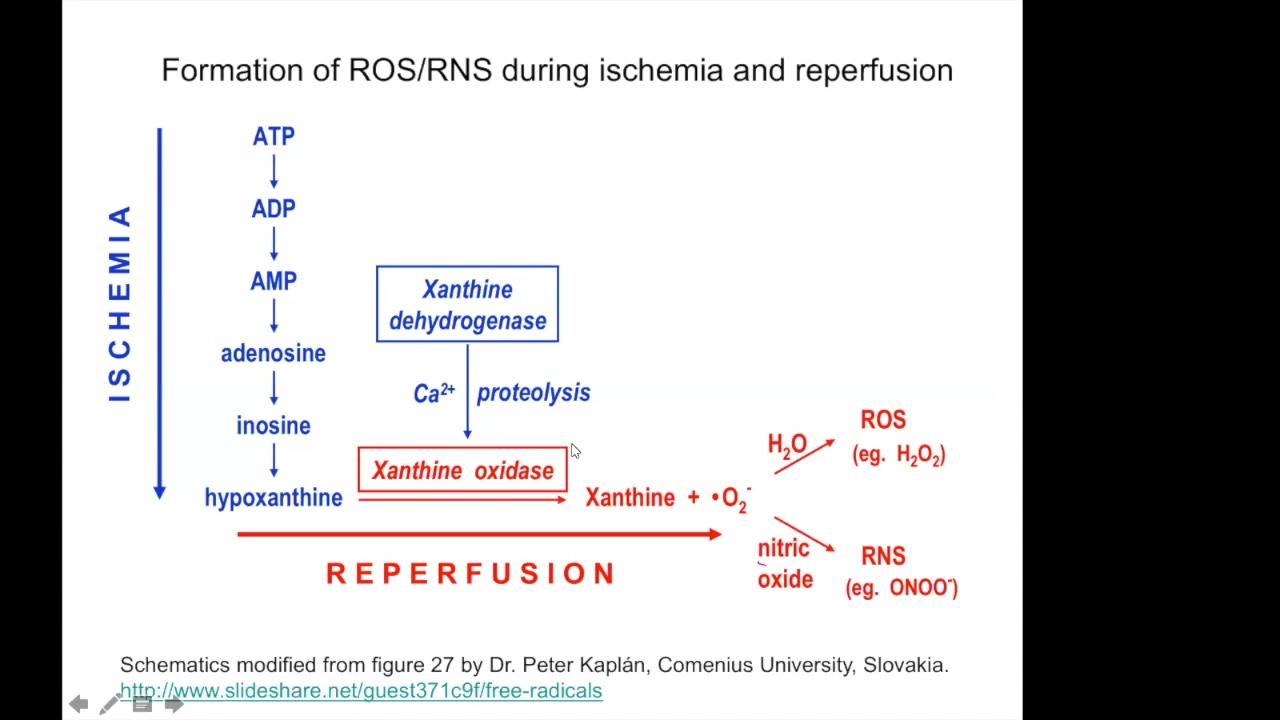 Formation of ROS/RNS during ischemia and reperfusion
ISCHEMIA
ATP
ADP
AMP
adenosine
inosine
hypoxanthine
Xanthine
dehydrogenase
Ca²⁺ proteolysis
Xanthine oxidase
Xanthine + •O₂⁻
H₂O
ROS
(eg. H₂O₂)
nitric
oxide
RNS
(eg. ONOO⁻)
REPERFUSION
Schematics modified from figure 27 by Dr. Peter Kaplán, Comenius University, Slovakia.
http://www.slideshare.net/guest371c9f/free-radicals